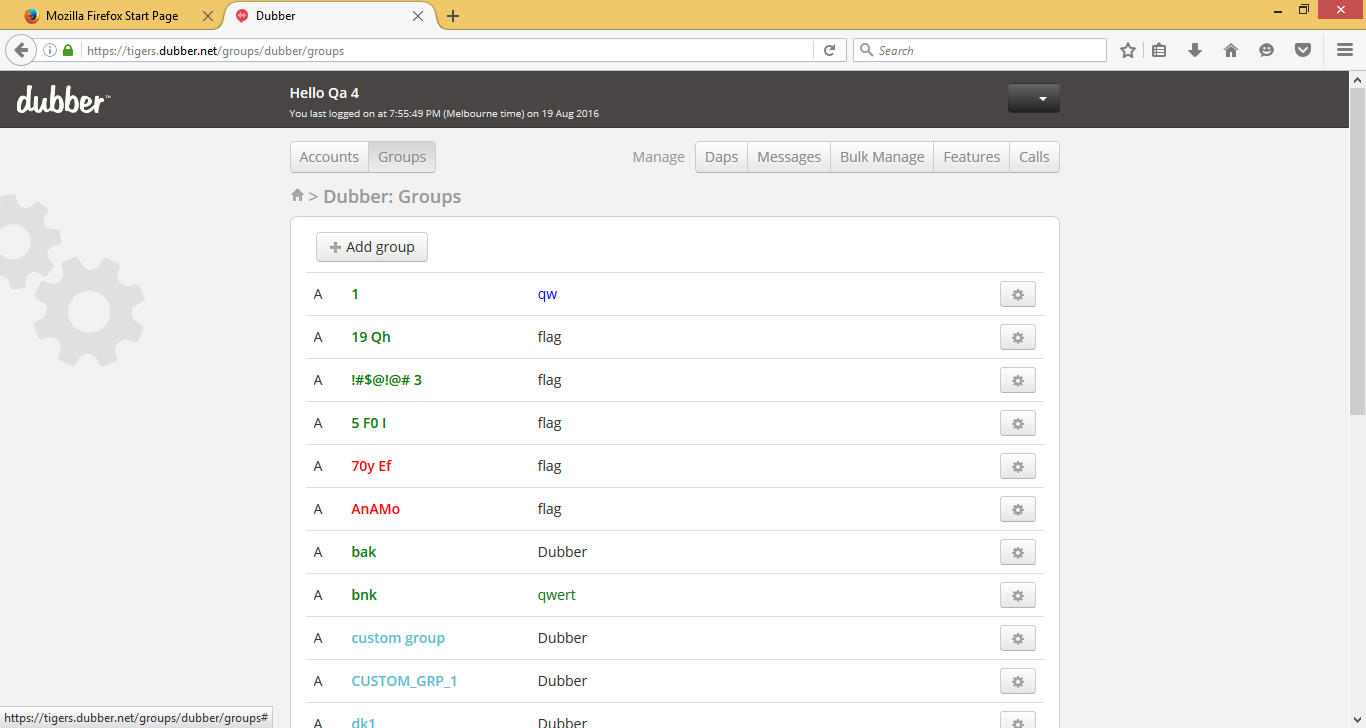 Mozilla Firefox Start Page
Dubber
https://tigers.dubber.net/groups/dubber/groups
Search
dubber™
Hello Qa 4
You last logged on at 7:55:49 PM (Melbourne time) on 19 Aug 2016
Accounts Groups Manage Daps Messages Bulk Manage Features Calls
> Dubber: Groups
Add group
A 1 qw
A 19 Qh flag
A !#$@!@# 3 flag
A 5 F0 I flag
A 70y Ef flag
A AnAMo flag
A bak Dubber
A bnk qwert
A custom group Dubber
A CUSTOM_GRP_1 Dubber
A dk1 Dubber
https://tigers.dubber.net/groups/dubber/groups#